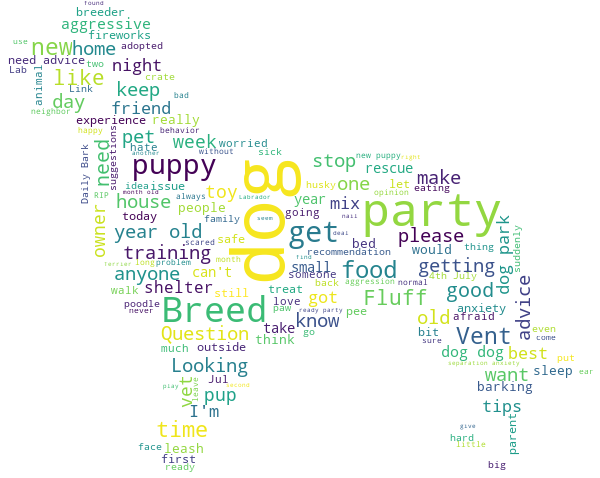 found
breeder
aggressive
fireworks
use
new
home
adopted
need advice
two
night
Lab
animal
like
Link
crate
keep
bad
day
friend
neighbor
experience
really
happy
behavior
pet
week
worried
suggestions
hate
without
another
sick
stop
new puppy
right
Daily Bark
need
puppy
dog
rescue
make
idea
issue
husky
one
let
eating
RIP
month old
always
toy
Labrador
opinion
party
house
people
year
mix
nail
owner
today
family
seem
going
get
please
dog park
year old
scared
safe
deal
bed
would
thing
suddenly
training
recommendation
find
terrier
long
problem
month
small
food
getting
anyone
can't
back
aggression
normal
4th July
walk
shelter
still
treat
got
Fluff
good
anxiety
advice
poodle
Breed
love
paw
pee
never
ready party
know
old
afraid
Question
take
go
bit
Vent
even
much
outside
think
sure
come
Looking
dog dog
best
put
vet
leave
Jul
separation anxiety
want
sleep
ear
play
second
pup
barking
I'm
tips
parent
time
give
face
leash
hard
little
first
ready
big